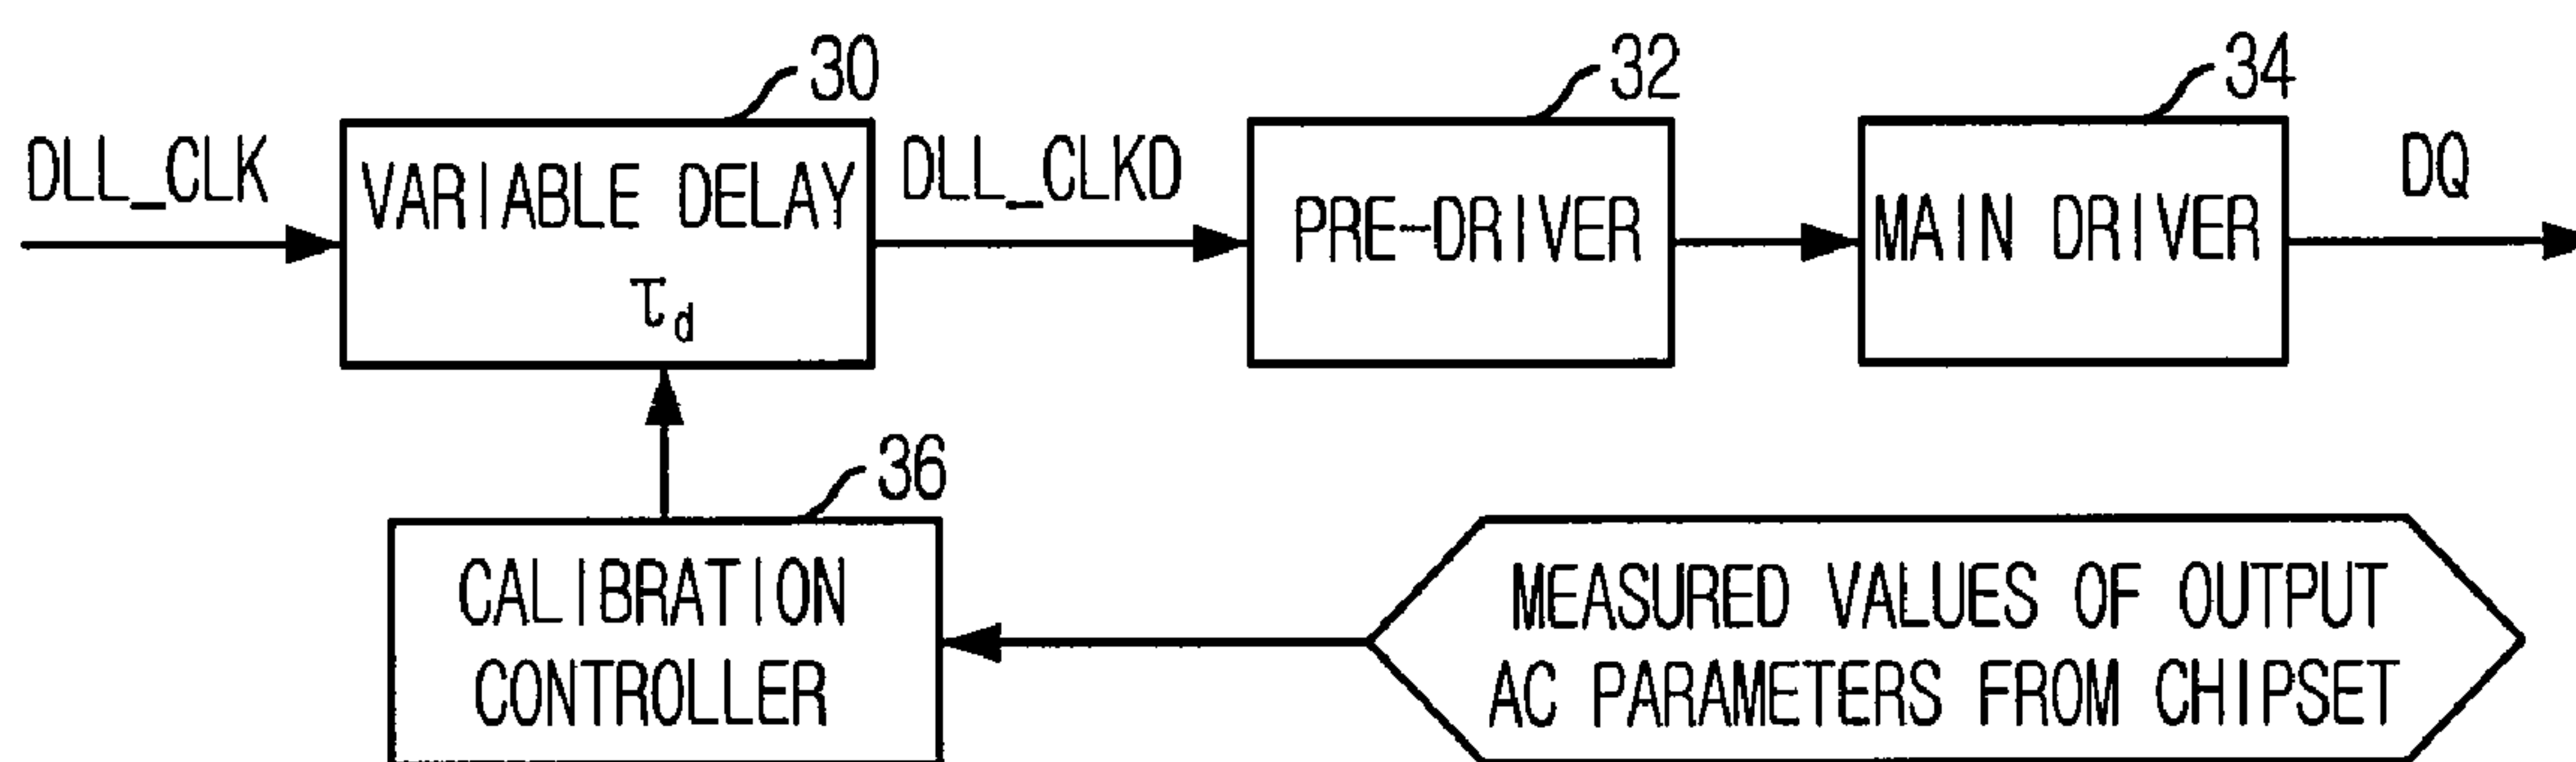 30
32
34
DLL_CLK
VARIABLE DELAY
τd
DLL_CLKD
PRE-DRIVER
MAIN DRIVER
DQ
36
CALIBRATION
CONTROLLER
MEASURED VALUES OF OUTPUT
AC PARAMETERS FROM CHIPSET